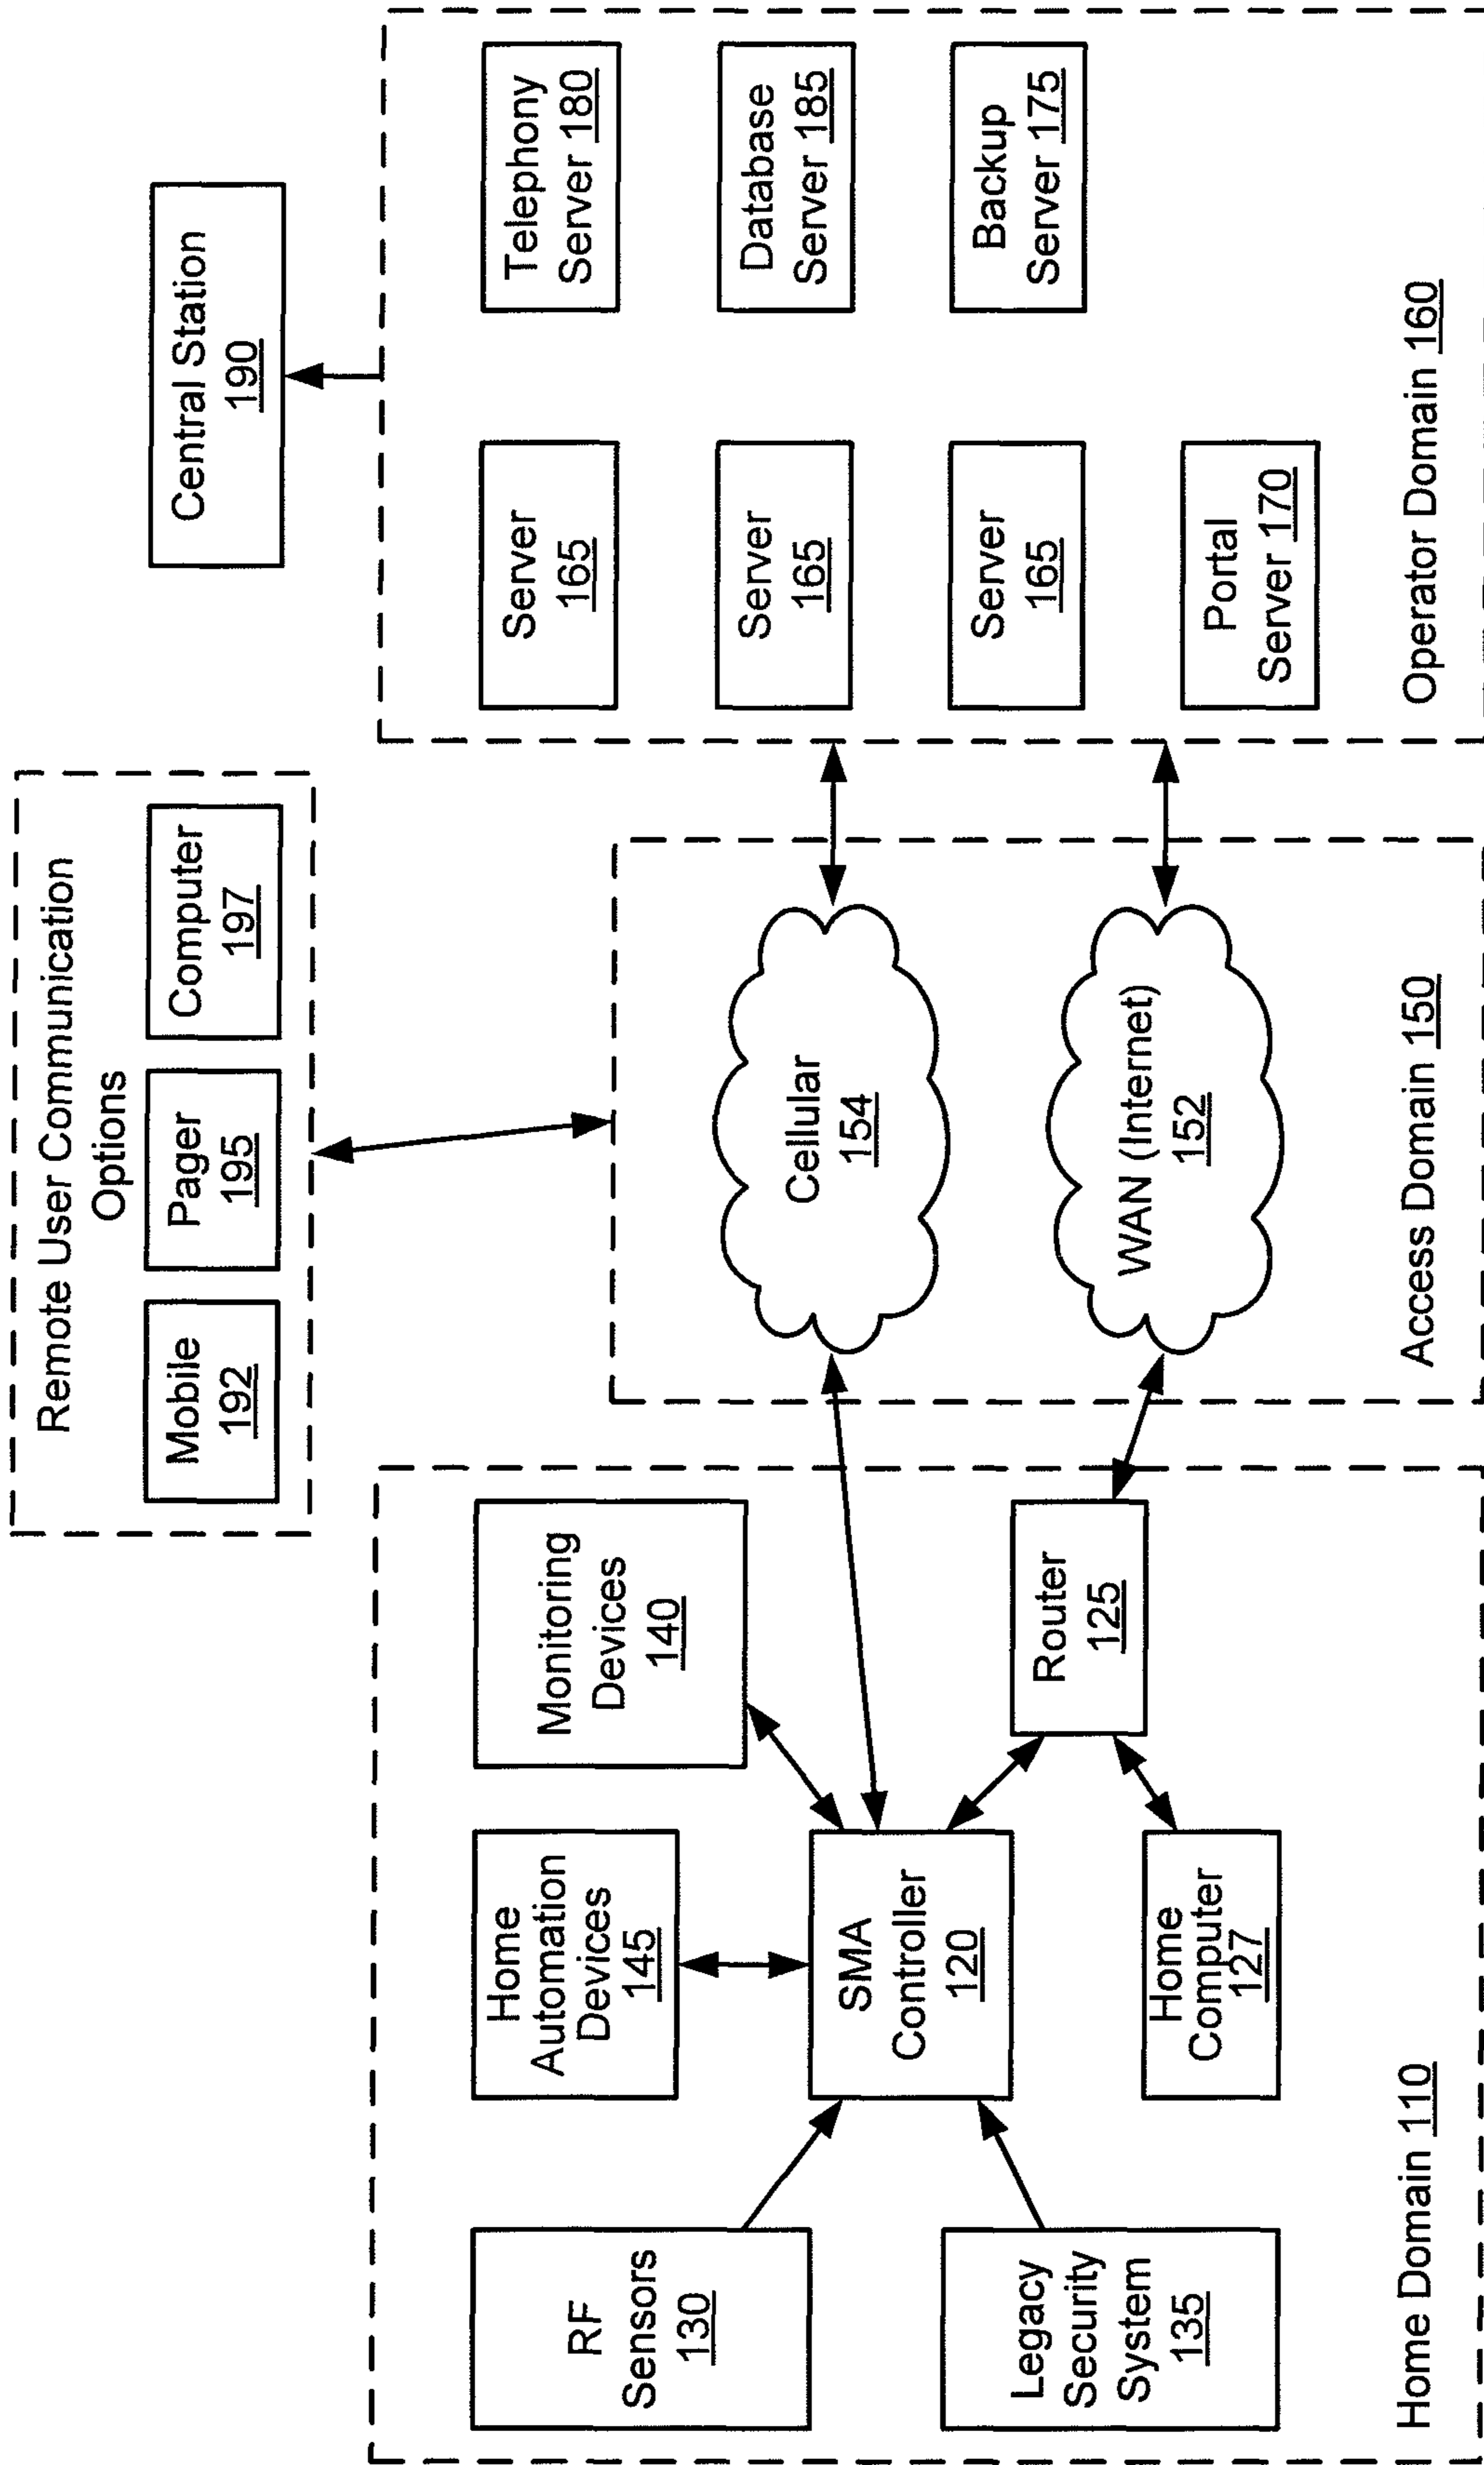 Remote User Communication
Options
Mobile
192
Pager
195
Computer
197
Central Station
190
RF
Sensors
130
Legacy
Security
System
135
Home
Automation
Devices
145
SMA
Controller
120
Home
Computer
127
Monitoring
Devices
140
Router
125
Home Domain 110
Cellular
154
WAN (Internet)
152
Access Domain 150
Server
165
Server
165
Server
165
Portal
Server 170
Telephony
Server 180
Database
Server 185
Backup
Server 175
Operator Domain 160